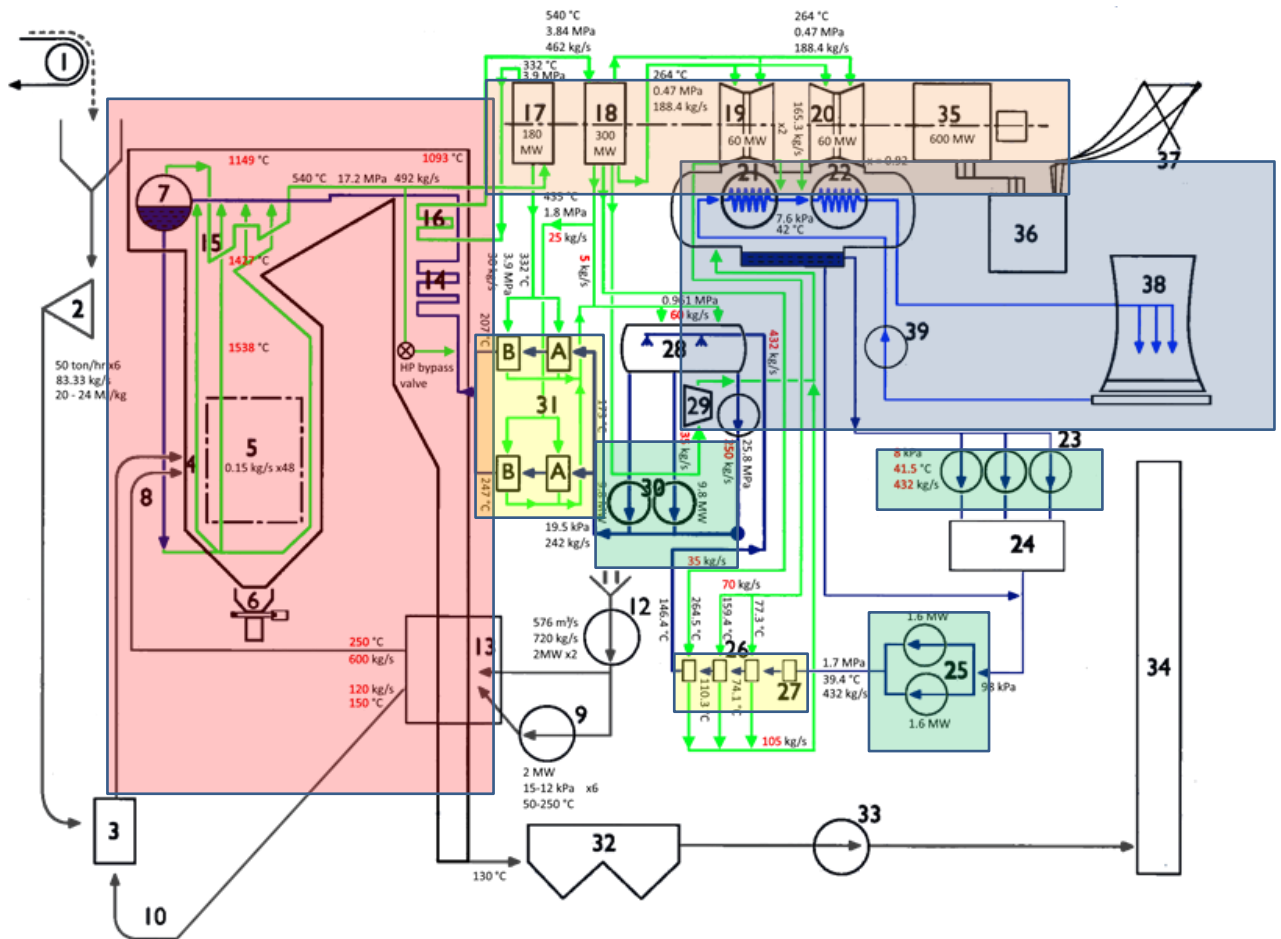 540 °C
3.84 MPa
462 kg/s
264 °C
0.47 MPa
188.4 kg/s
1
332 °C
3.9 MPa
264 °C
0.47 MPa
188.4 kg/s
17
180
MW
18
300
MW
19
60 MW
x2
165.3 kg/s
20
60 MW
35
600 MW
37
1149 °C
1093 °C
540 °C
17.2 MPa
492 kg/s
7
15
16
14
1427 °C
435 °C
1.8 MPa
25 kg/s
5 kg/s
332 °C
3.9 MPa
21
22
7.6 kPa
42 °C
36
38
39
2
50 ton/hr x6
83.33 kg/s
1538 °C
HP bypass
valve
207 °C
B
A
31
173 °C
B
A
247 °C
0.961 MPa
60 kg/s
28
432 kg/s
29
35 kg/s
250 kg/s
25.8 MPa
30
9.8 MW
9.8 MW
19.5 kPa
242 kg/s
5
0.15 kg/s x48
4
8
6
23
8 kPa
41.5 °C
432 kg/s
24
35 kg/s
70 kg/s
146.4 °C
264.5 °C
159.4 °C
77.3 °C
26
110.3 °C
74.1 °C
27
1.7 MPa
39.4 °C
432 kg/s
1.6 MW
25
1.6 MW
98 kPa
105 kg/s
34
12
576 m³/s
720 kg/s
2MW x2
13
250 °C
600 kg/s
120 kg/s
150 °C
9
2 MW
15-12 kPa x6
50-250 °C
3
10
130 °C
32
33